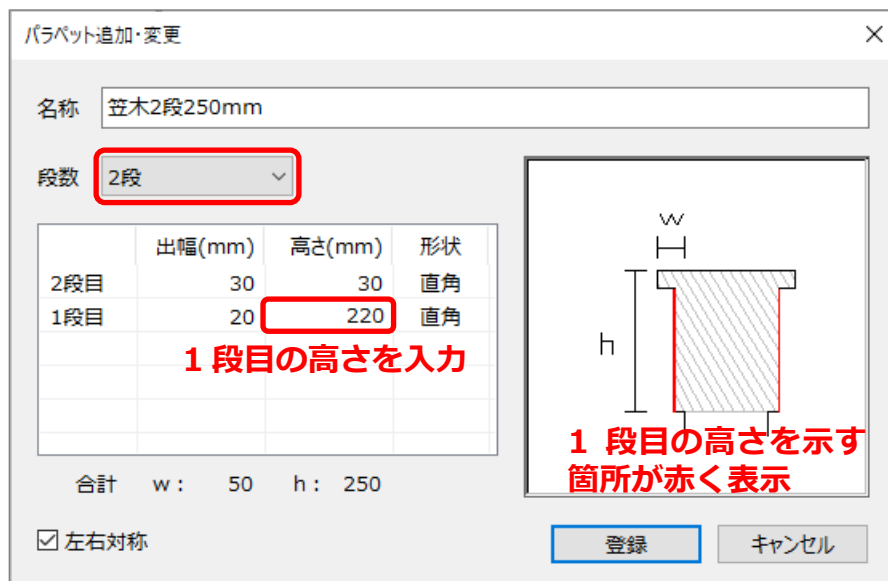 パラペット追加・変更
名称 笠木2段250mm
段数 2段
出幅(mm) 高さ(mm) 形状
2段目 30 30 直角
1段目 20 220 直角
1段目の高さを入力
合計 w： 50 h： 250
w
h
1 段目の高さを示す
箇所が赤く表示
左右対称
登録 キャンセル